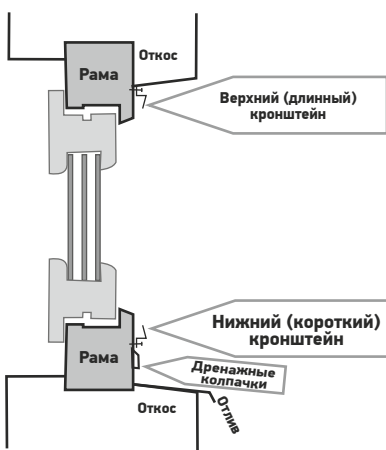 Откос
Рама
Верхний (длинный)
кронштейн
Нижний (короткий)
кронштейн
Рама
Дренажные
колпачки
Откос
Отлив